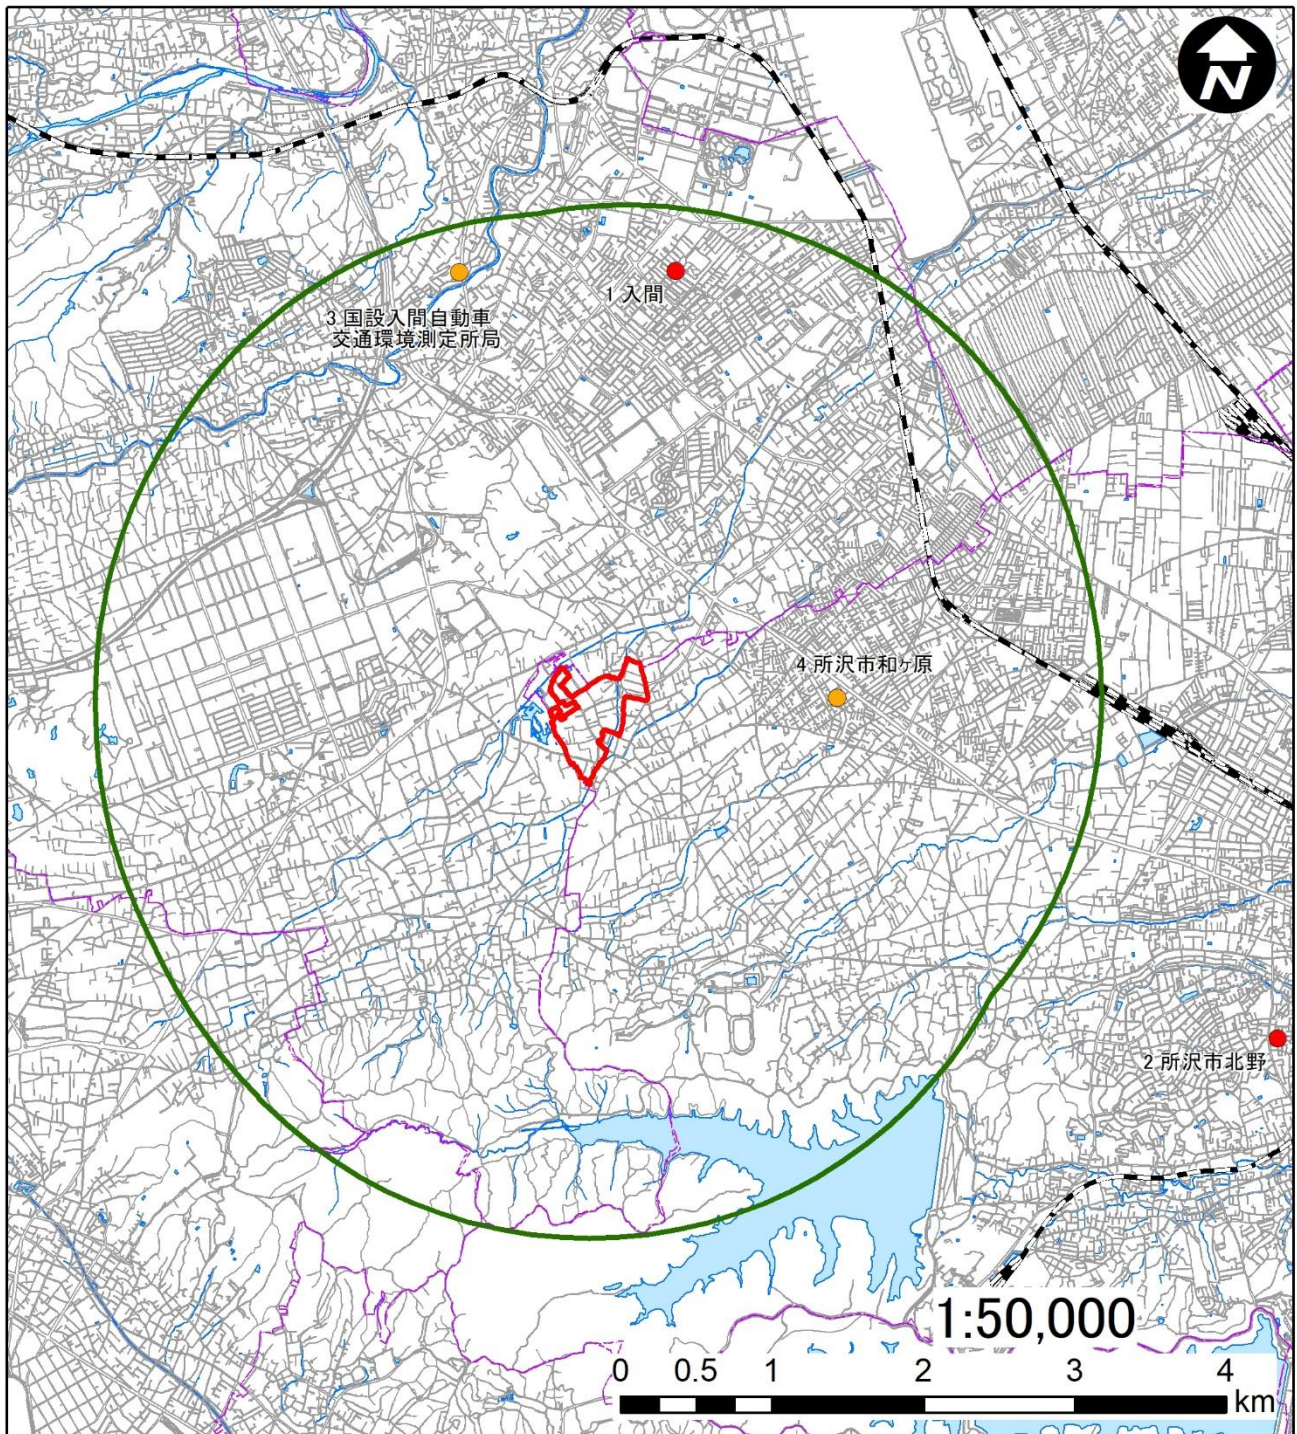 N
1 入間
3 国設入間自動車
交通環境測定所局
4 所沢市和ヶ原
2 所沢市北野
1:50,000
0 0.5 1 2 3 4
km